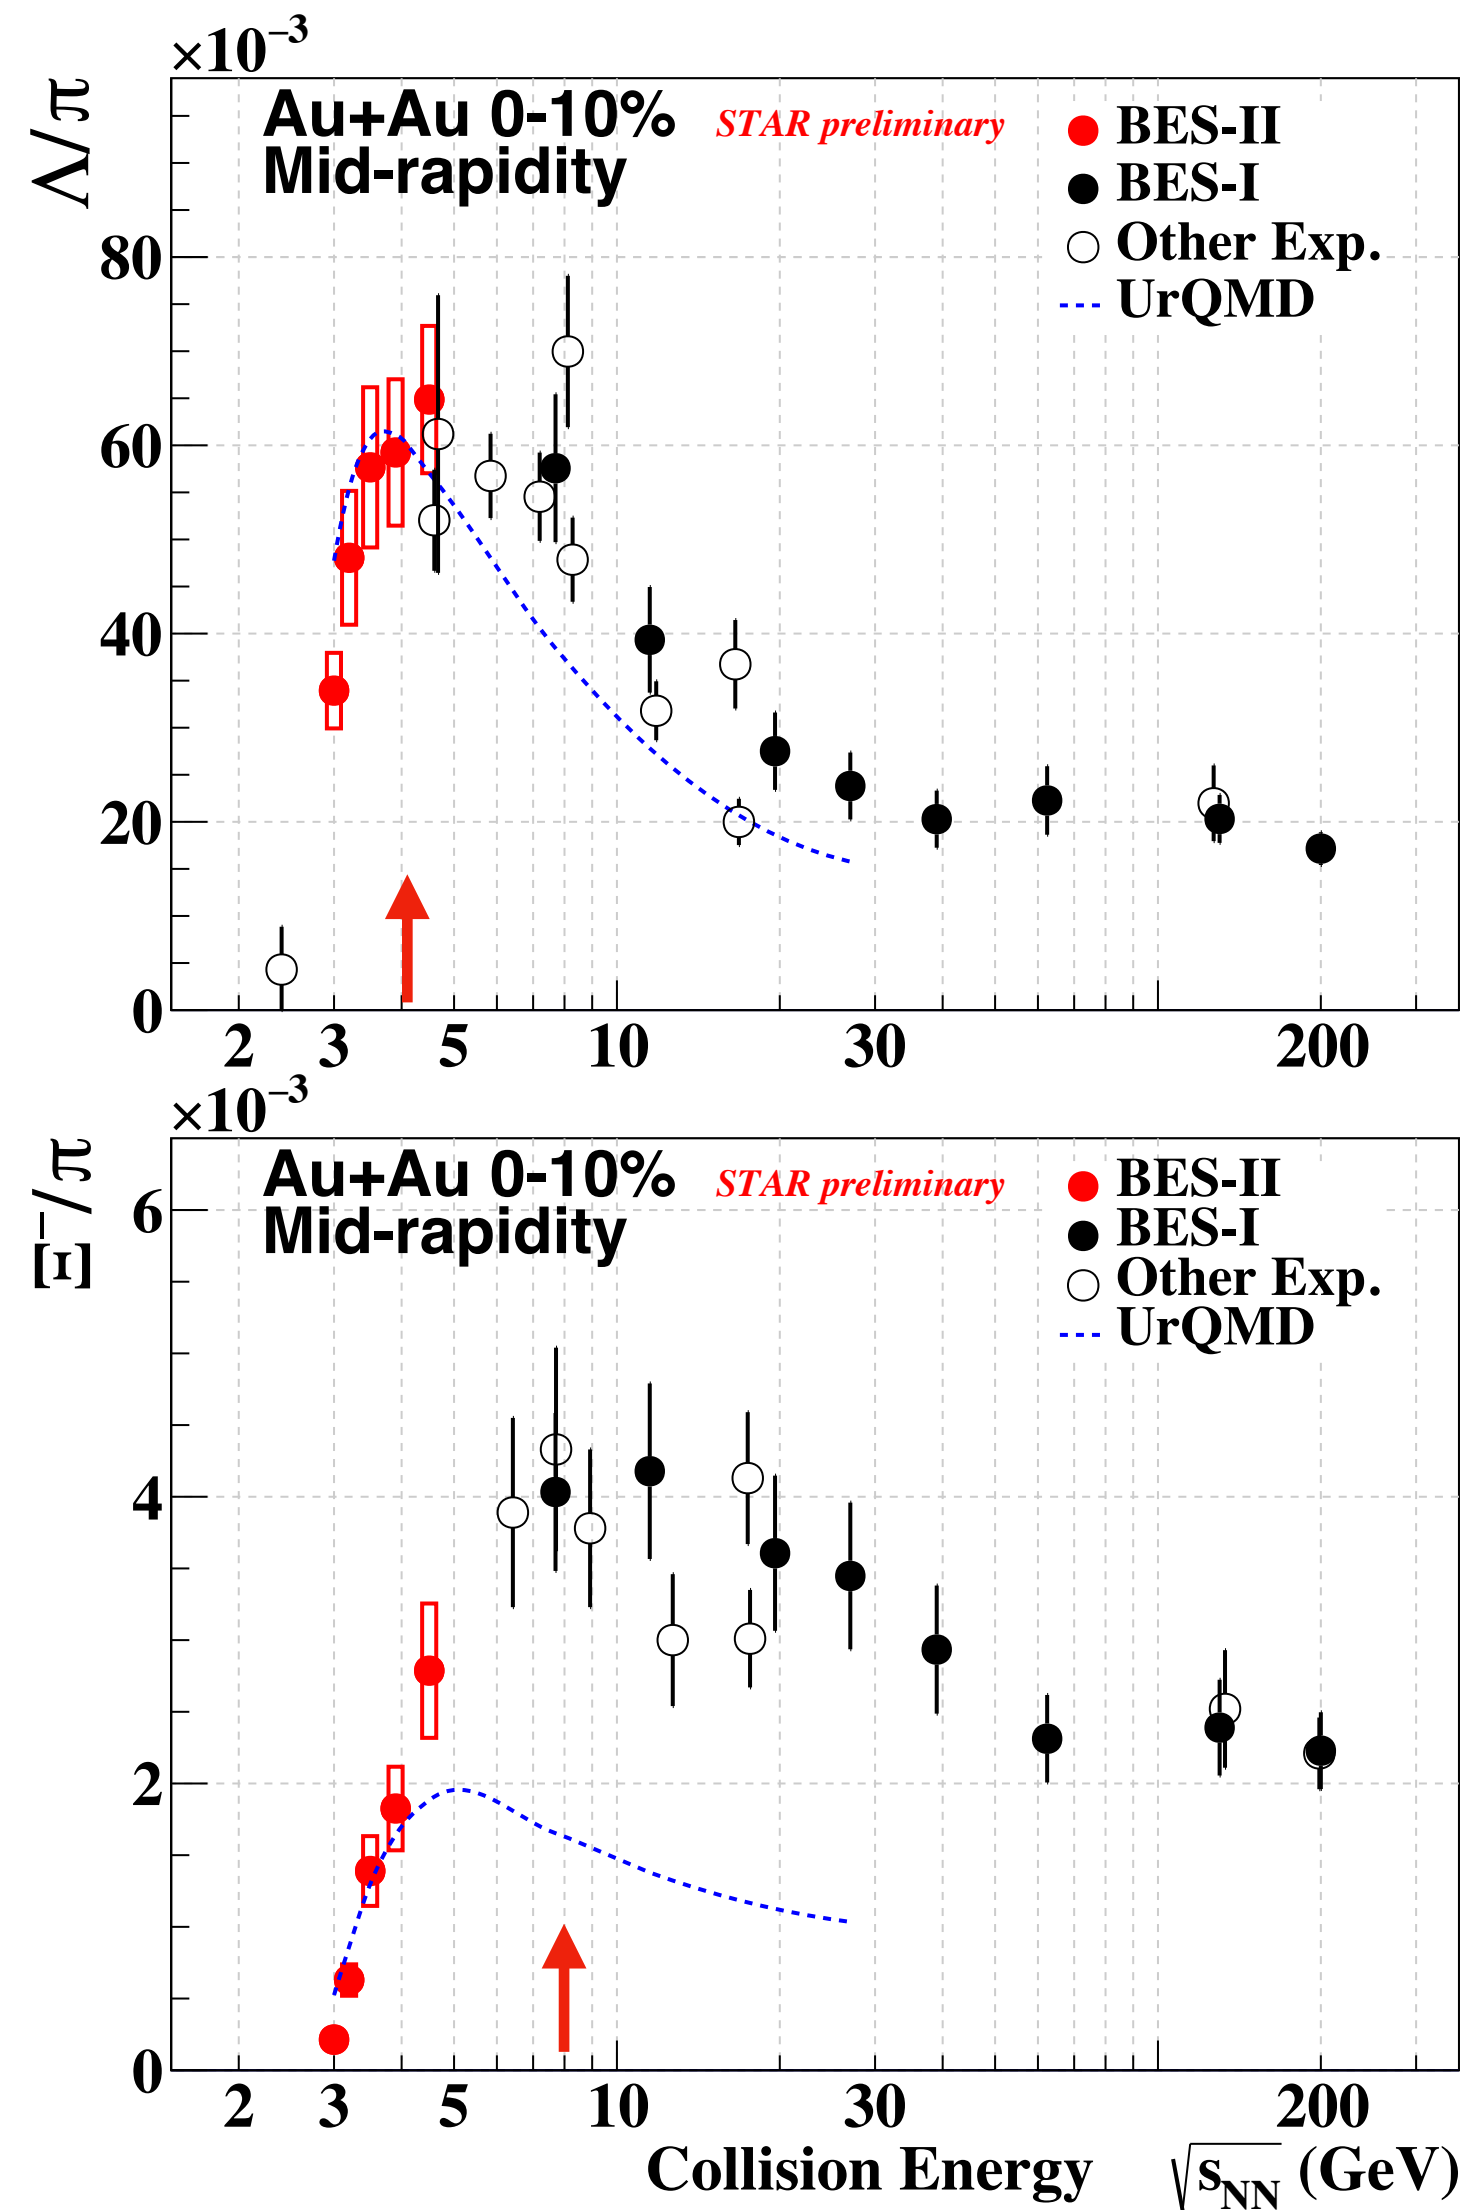 ×10⁻³
Λ/π
Au+Au 0-10%
Mid-rapidity
STAR preliminary
BES-II
BES-I
Other Exp.
UrQMD
80
60
40
20
0
2 3 5 10 30 200
×10⁻³
Ξ⁻/π
Au+Au 0-10%
Mid-rapidity
STAR preliminary
BES-II
BES-I
Other Exp.
UrQMD
6
4
2
0
2 3 5 10 30 200
Collision Energy √s_NN (GeV)